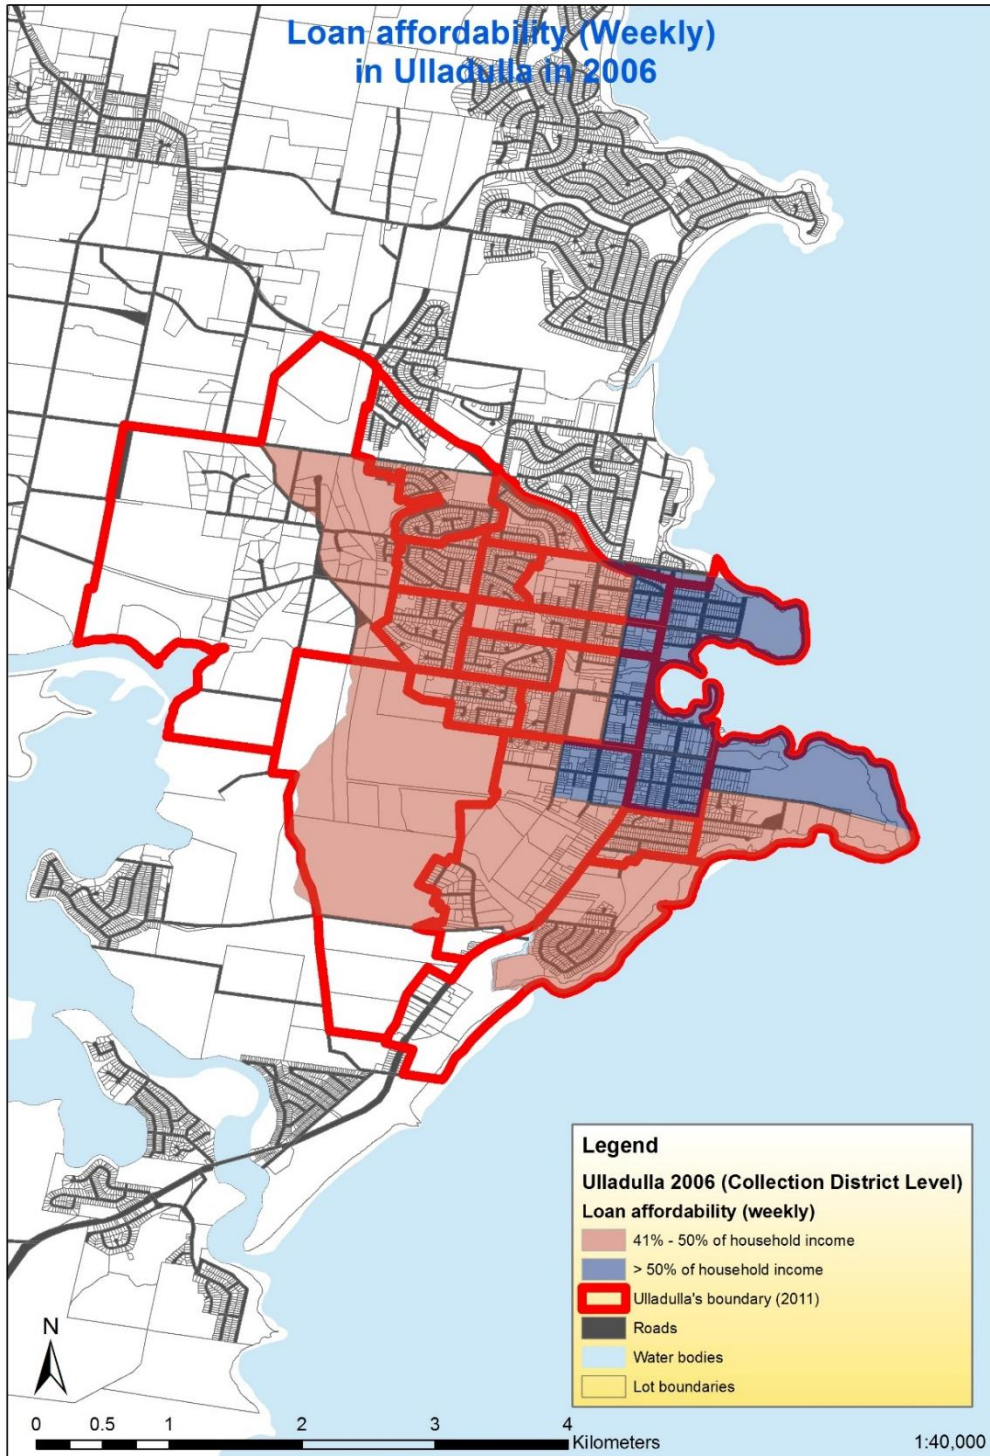 Loan affordability (Weekly)
in Ulladulla in 2006
Legend
Ulladulla 2006 (Collection District Level)
Loan affordability (weekly)
41% - 50% of household income
> 50% of household income
Ulladulla's boundary (2011)
Roads
Water bodies
Lot boundaries
N
0 0.5 1 2 3 4
Kilometers
1:40,000